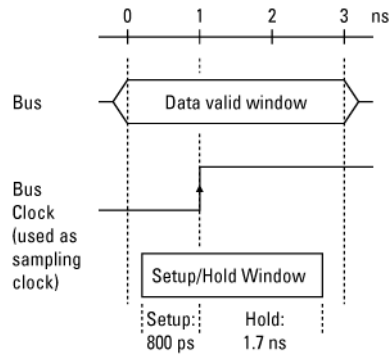 0 1 2 3 ns
Bus
Data valid window
Bus
Clock
(used as
sampling
clock)
Setup/Hold Window
Setup: Hold:
800 ps 1.7 ns